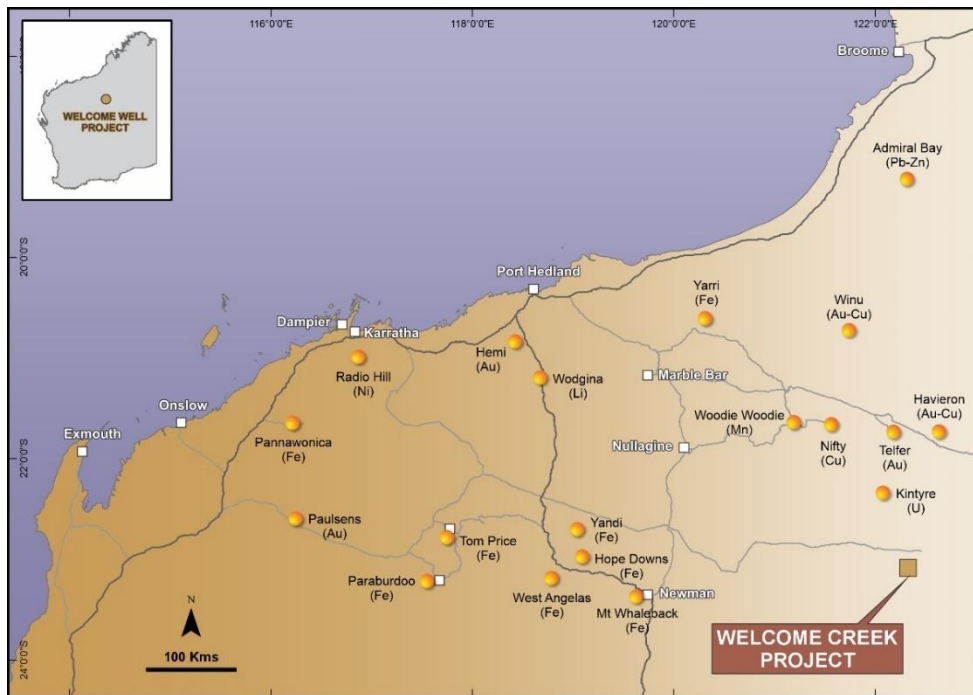 116°0'0"E
118°0'0"E
120°0'0"E
122°0'0"E
WELCOME WELL
PROJECT
Broome
Admiral Bay
(Pb-Zn)
20°0'0"S
Port Hedland
Yarri
(Fe)
Winu
(Au-Cu)
Dampier
Karratha
Hemi
(Au)
Radio Hill
(Ni)
Wodgina
(Li)
Marble Bar
Onslow
Exmouth
Pannawonica
(Fe)
Woodie Woodie
(Mn)
Nifty
(Cu)
Telfer
(Au)
Havieron
(Au-Cu)
Nullagine
22°0'0"S
Kintyre
(U)
Paulsens
(Au)
Tom Price
(Fe)
Yandi
(Fe)
Hope Downs
(Fe)
Paraburdoo
(Fe)
West Angelas
(Fe)
Newman
Mt Whaleback
(Fe)
N
100 Kms
WELCOME CREEK
PROJECT
24°0'0"S